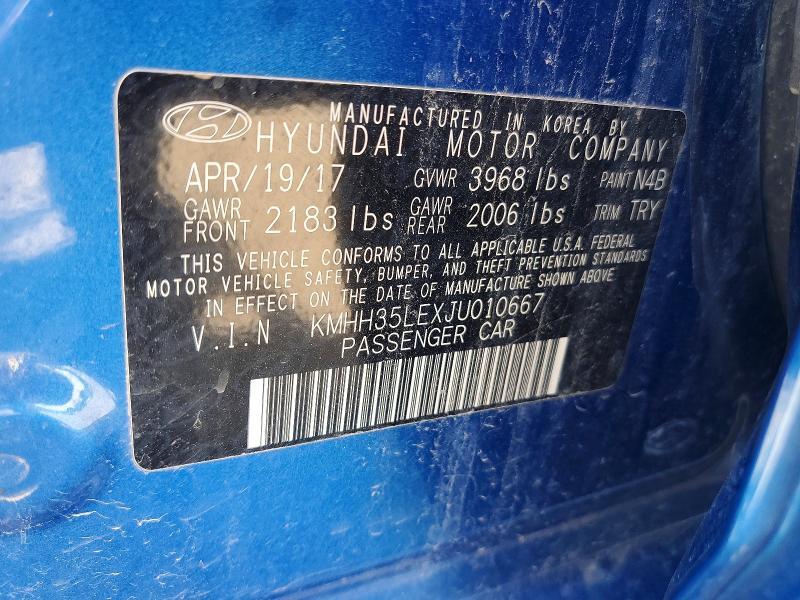 MANUFACTURED IN KOREA BY
HYUNDAI MOTOR COMPANY
APR/19/17 GVWR 3968 lbs PAINT N4B
GAWR FRONT 2183 lbs GAWR REAR 2006 lbs TRIM TRY
THIS VEHICLE CONFORMS TO ALL APPLICABLE U.S.A. FEDERAL
MOTOR VEHICLE SAFETY, BUMPER, AND THEFT PREVENTION STANDARDS
IN EFFECT ON THE DATE OF MANUFACTURE SHOWN ABOVE
V.I.N KMHH35LEXJU010667
PASSENGER CAR